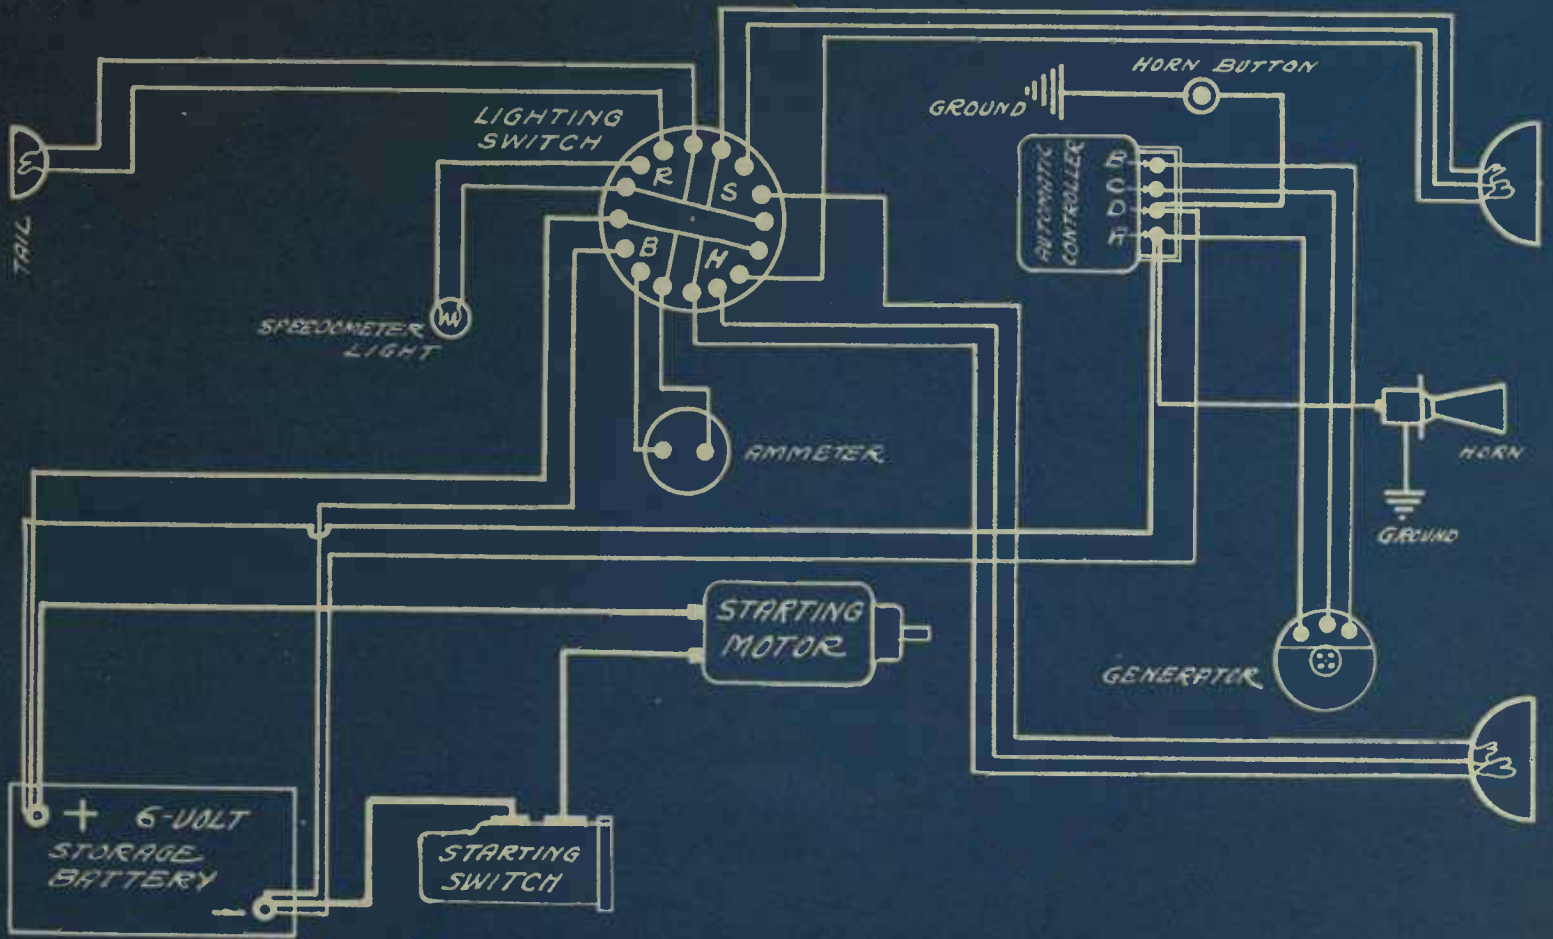 HORN BUTTON
LIGHTING
SWITCH
GROUND
R
S
B
H
AUTOMATIC
CONTROLLER
B
C
D
A
TAIL
SPEEDOMETER
LIGHT
AMMETER
HORN
GROUND
STARTING
MOTOR
GENERATOR
+ 6-VOLT
STORAGE
BATTERY
–
STARTING
SWITCH